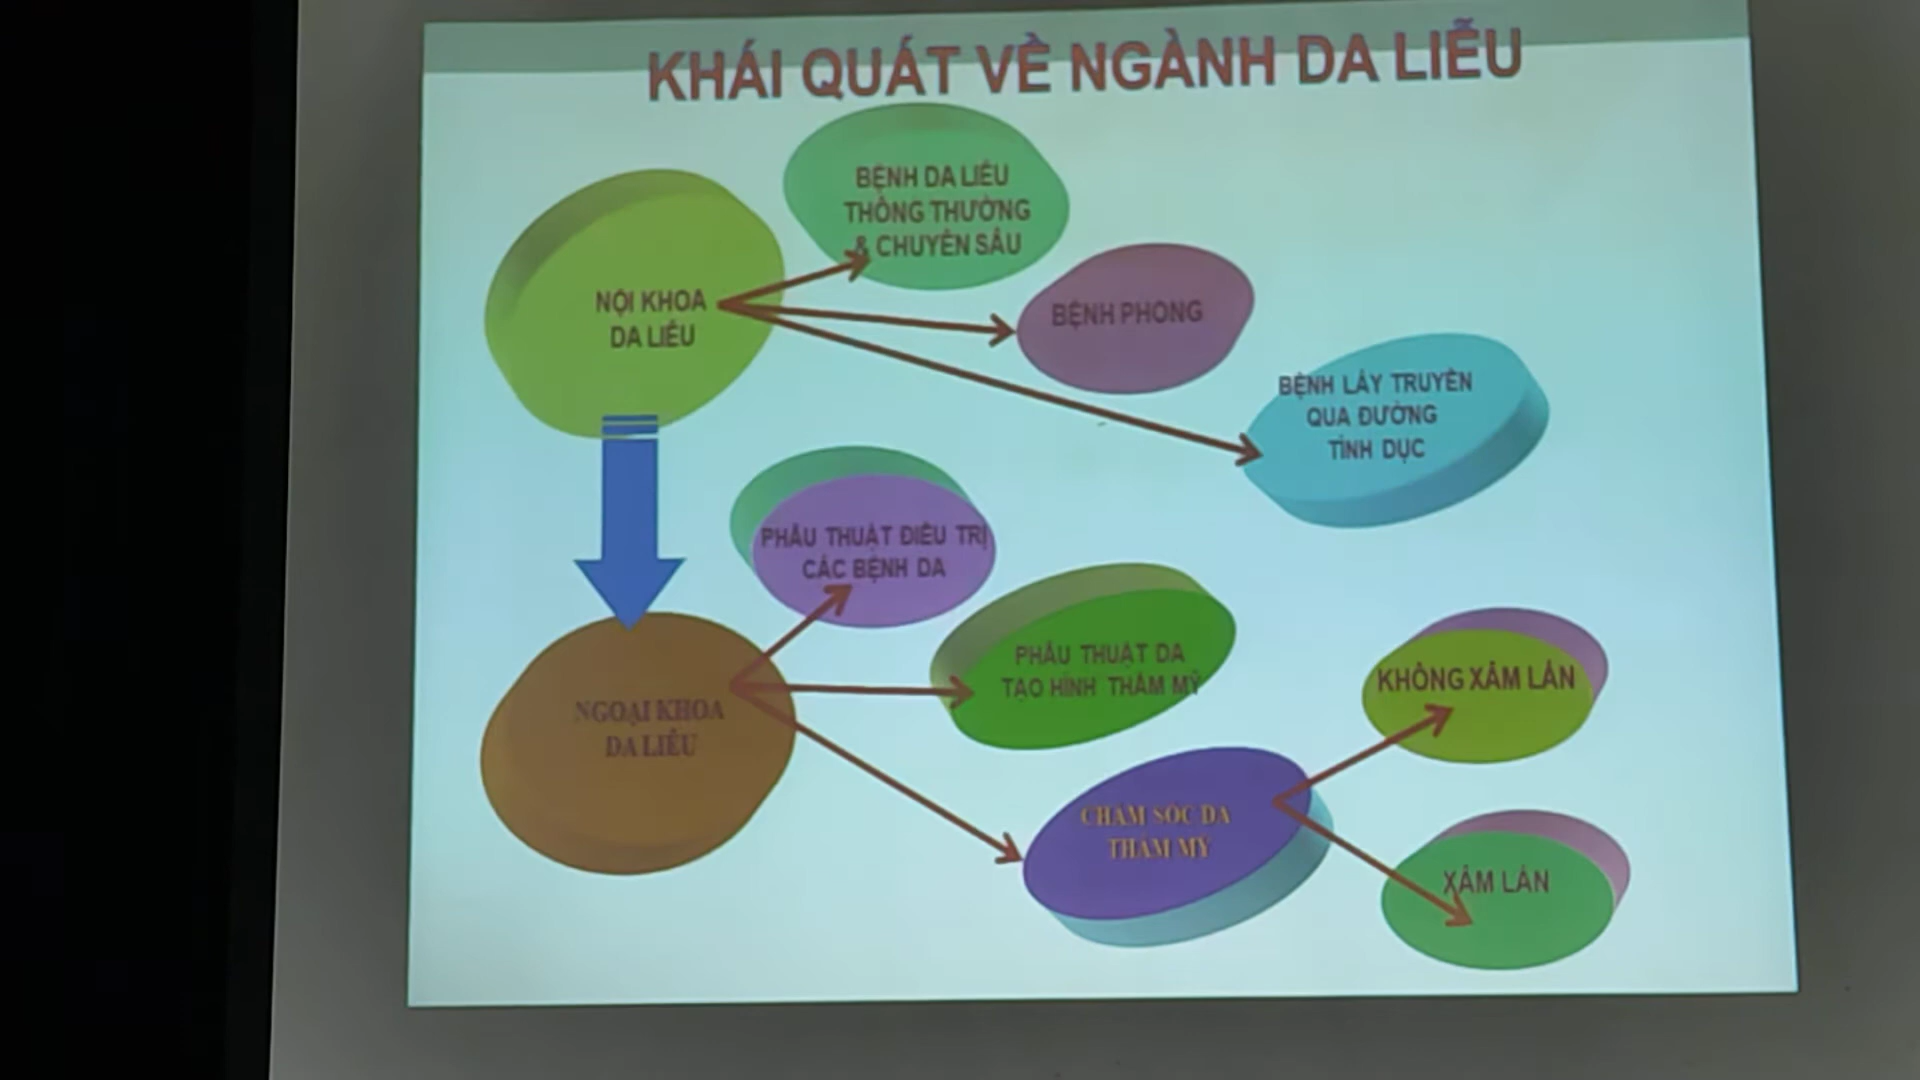 KHÁI QUÁT VỀ NGÀNH DA LIỄU
BỆNH DA LIỄU
THÔNG THƯỜNG
& CHUYÊN SÂU
NỘI KHOA
DA LIỄU
BỆNH PHONG
BỆNH LÂY TRUYỀN
QUA ĐƯỜNG
TÌNH DỤC
PHẪU THUẬT ĐIỀU TRỊ
CÁC BỆNH DA
PHẪU THUẬT DA
TẠO HÌNH THẨM MỸ
KHÔNG XÂM LẤN
NGOẠI KHOA
DA LIỄU
CHĂM SÓC DA
THẨM MỸ
XÂM LẤN